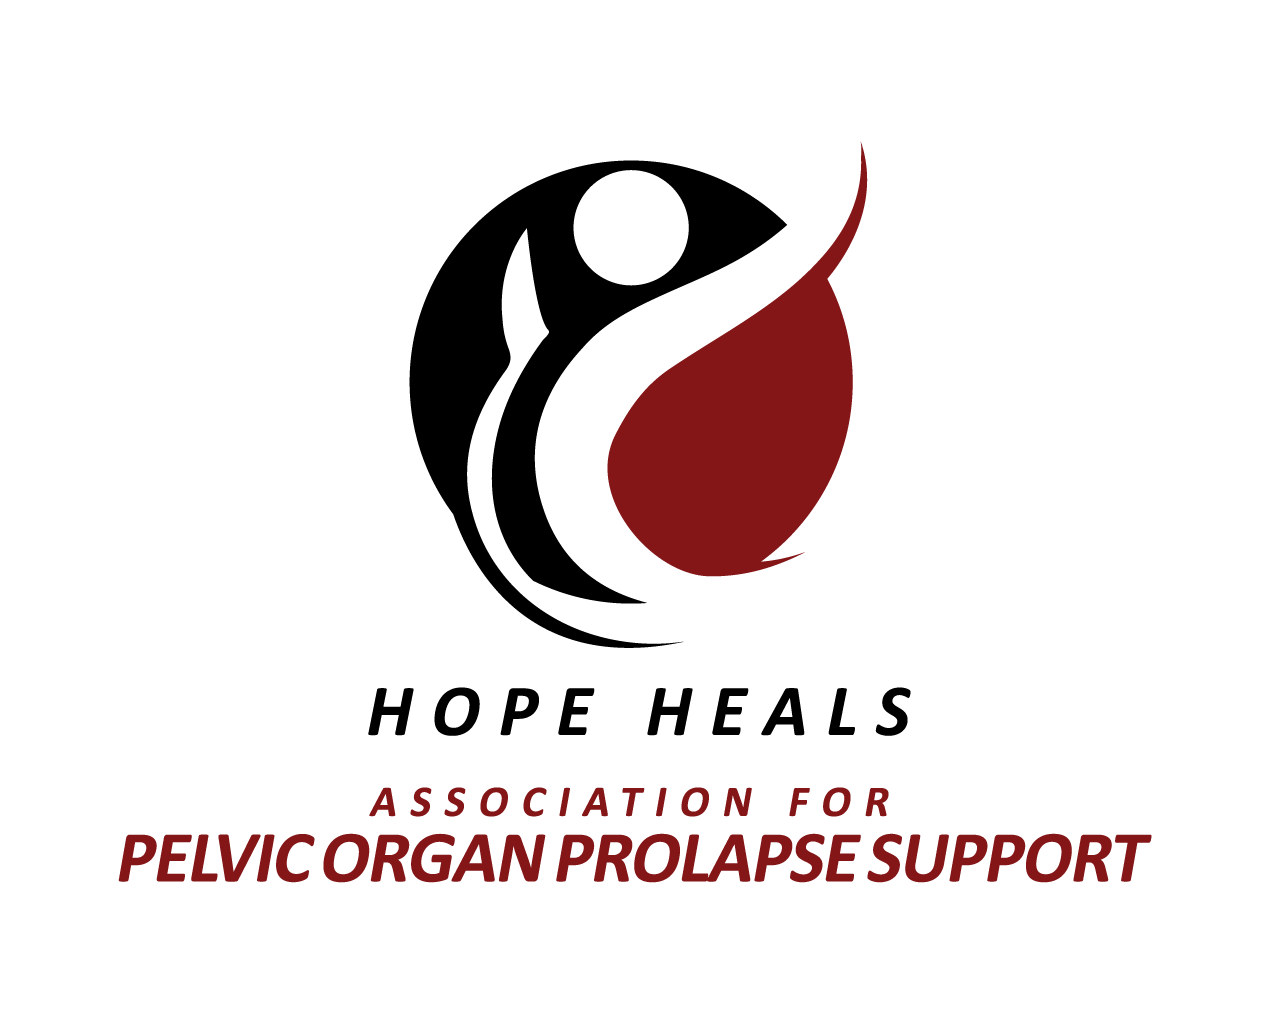 HOPE HEALS
ASSOCIATION FOR
PELVIC ORGAN PROLAPSE SUPPORT